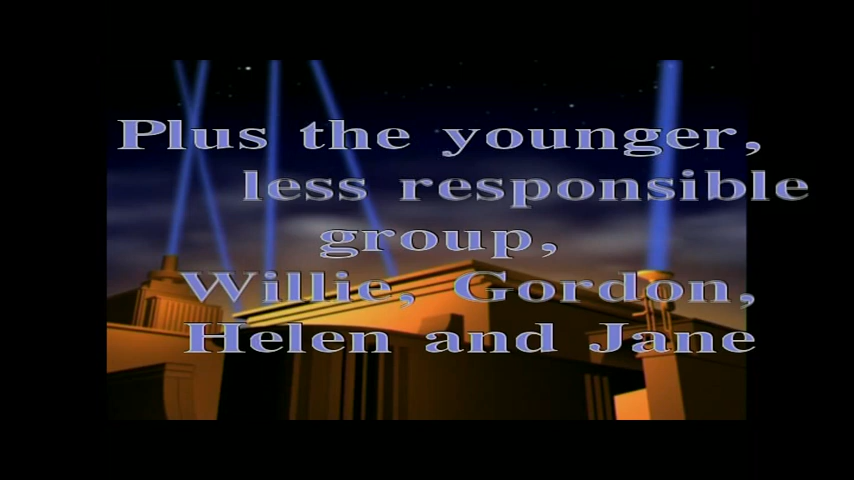 Plus the younger,
less responsible
group,
Willie, Gordon,
Helen and Jane